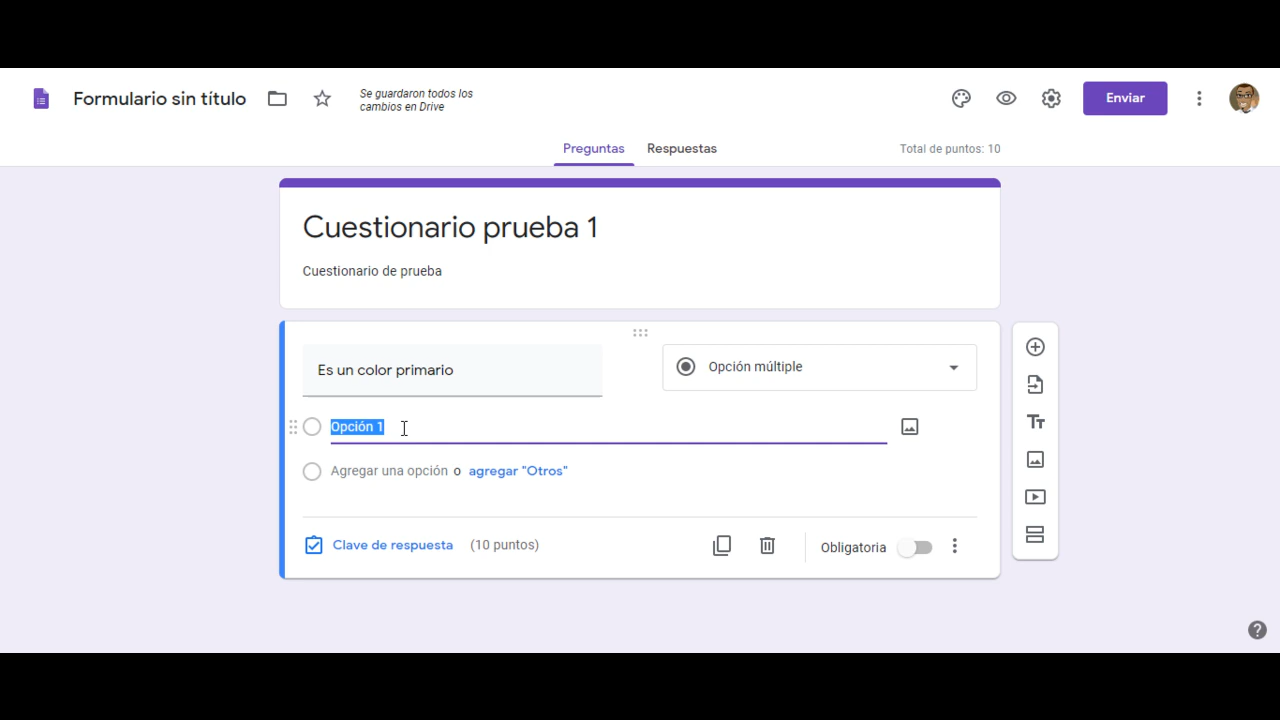 Formulario sin título
Se guardaron todos los
cambios en Drive
Enviar
Preguntas
Respuestas
Total de puntos: 10
Cuestionario prueba 1
Cuestionario de prueba
Es un color primario
Opción múltiple
Opción 1
Agregar una opción o agregar "Otros"
Clave de respuesta (10 puntos)
Obligatoria